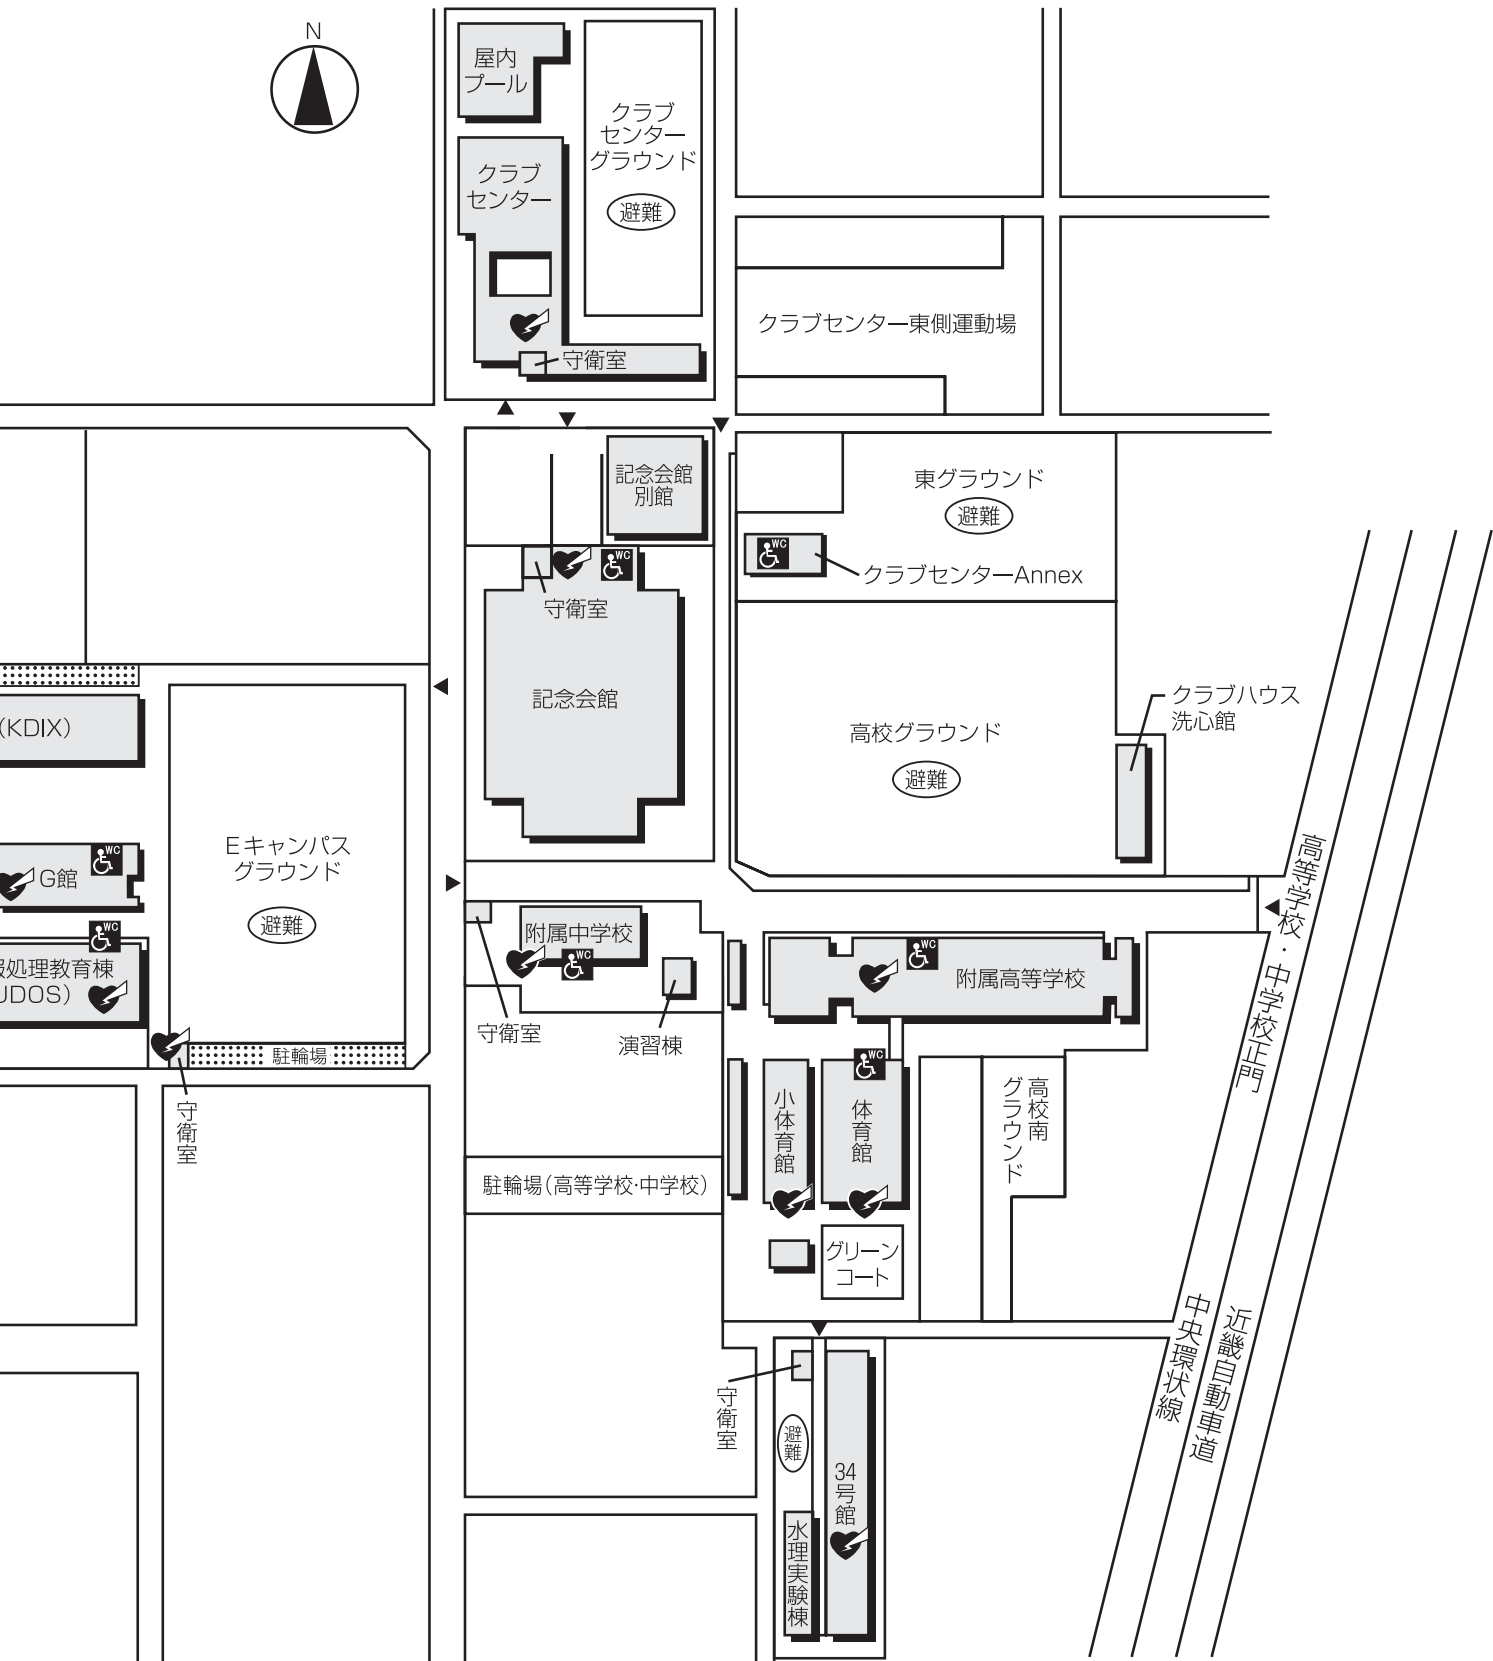 N
屋内
プール
クラブ
センター
グラウンド
避難
クラブ
センター
守衛室
クラブセンター東側運動場
記念会館
別館
WC
守衛室
記念会館
東グラウンド
避難
WC
クラブセンターAnnex
高校グラウンド
避難
クラブハウス
洗心館
(KDIX)
WC
G館
WC
処理教育棟
UDOS)
Eキャンパス
グラウンド
避難
駐輪場
守衛室
附属中学校
WC
守衛室
演習棟
WC
附属高等学校
高等学校・中学校正門
小体育館
WC
体育館
高校南
グラウンド
駐輪場(高等学校・中学校)
グリーン
コート
守衛室
避難
34号館
水理実験棟
中央環状線
近畿自動車道